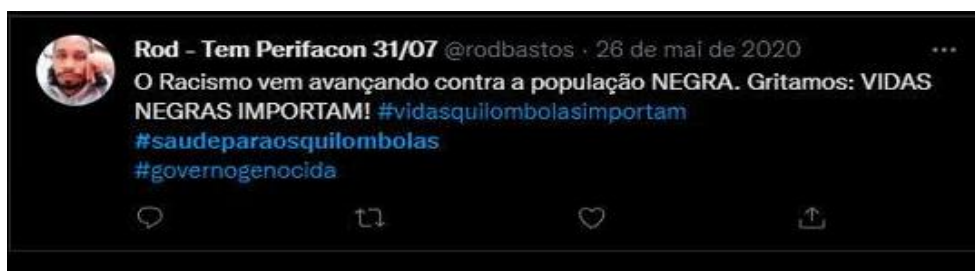 Rod - Tem Perifacon 31/07 @rodbastos · 26 de mai de 2020
O Racismo vem avançando contra a população NEGRA. Gritamos: VIDAS
NEGRAS IMPORTAM! #vidasquilombolasimportam
#saudeparaosquilombolas
#governogenocida